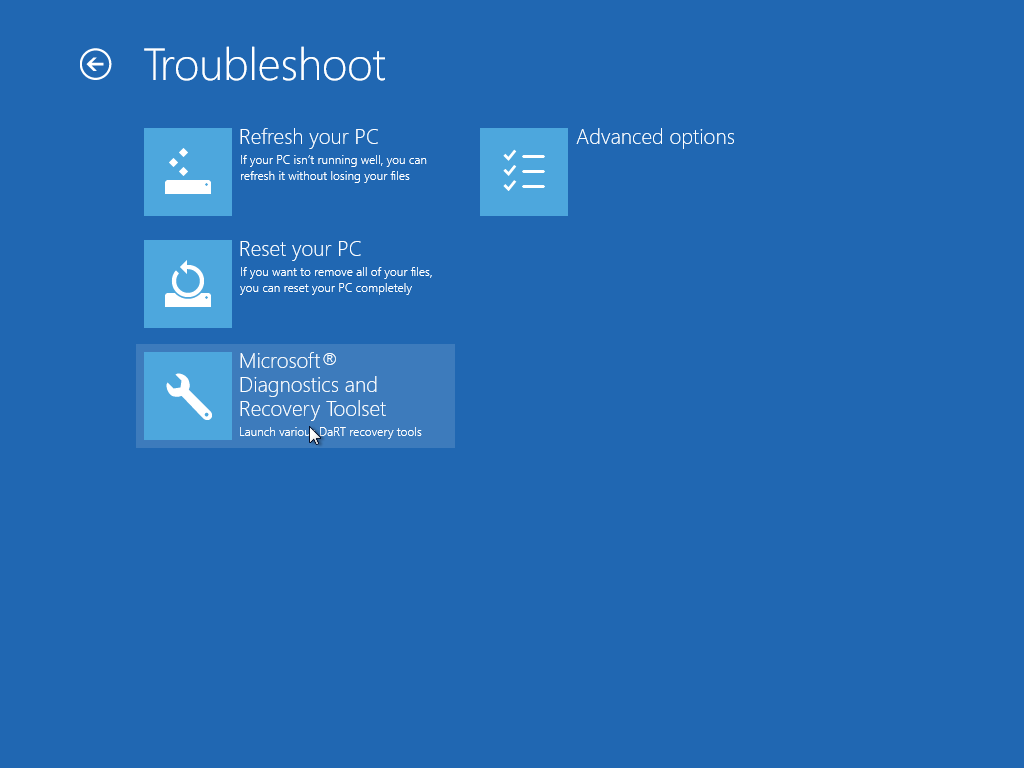 Troubleshoot
Refresh your PC
If your PC isn't running well, you can
refresh it without losing your files
Reset your PC
If you want to remove all of your files,
you can reset your PC completely
Microsoft®
Diagnostics and
Recovery Toolset
Launch various DaRT recovery tools
Advanced options